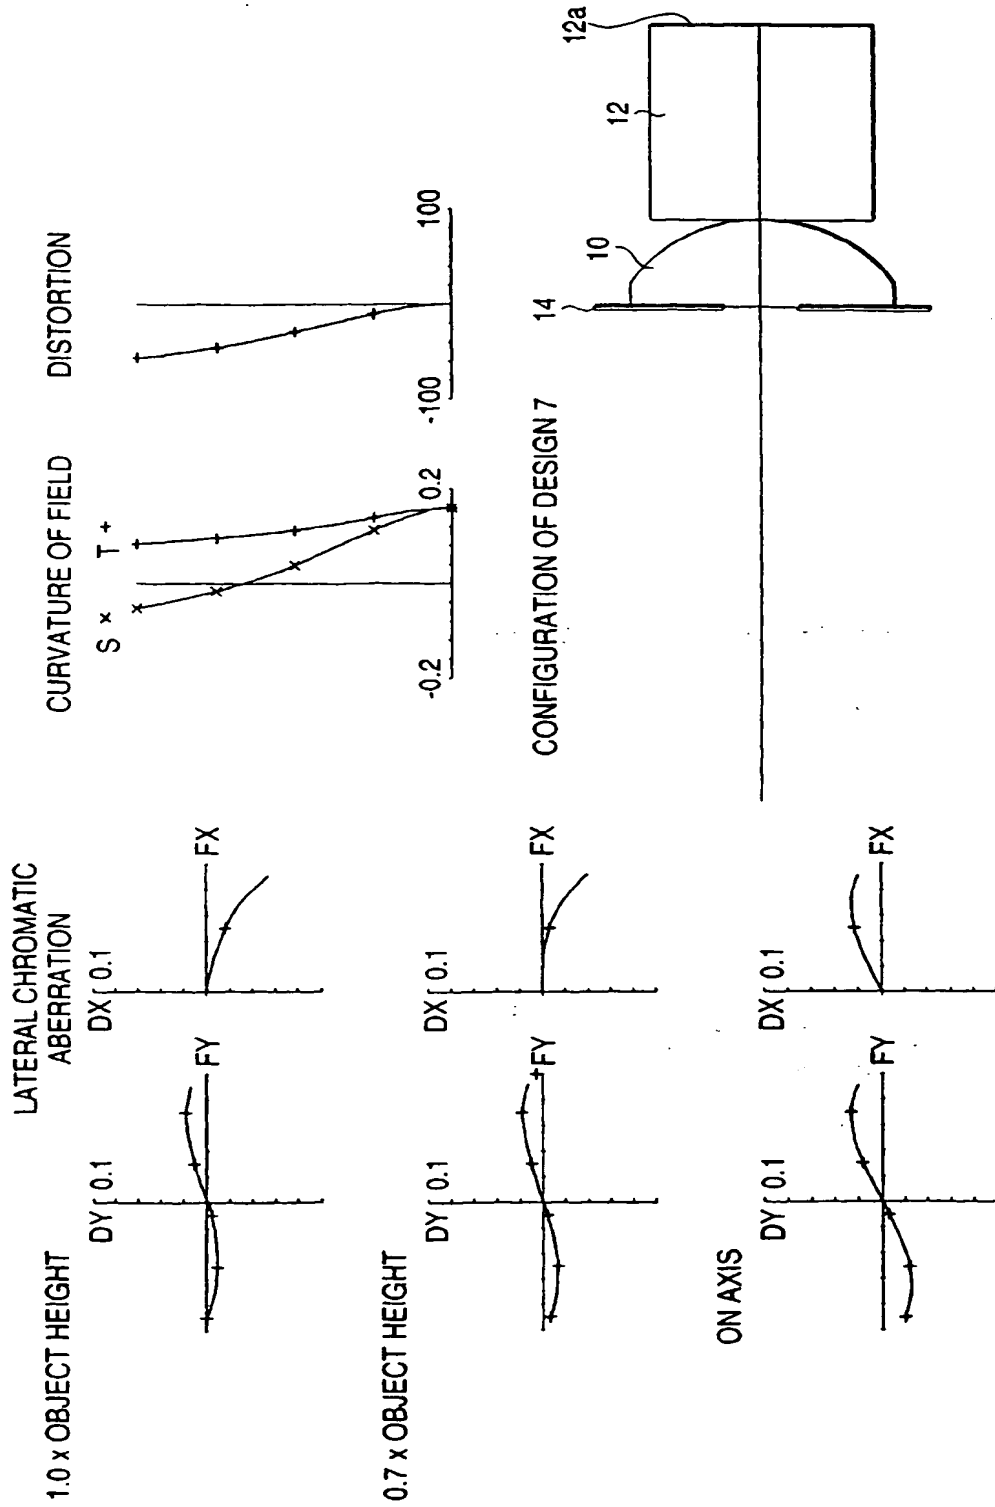 LATERAL CHROMATIC
ABERRATION
1.0 x OBJECT HEIGHT
DY 0.1
FY
DX 0.1
FX
0.7 x OBJECT HEIGHT
DY 0.1
FY
DX 0.1
FX
ON AXIS
DY 0.1
FY
DX 0.1
FX
CURVATURE OF FIELD
S × T +
-0.2 0.2
DISTORTION
-100 100
CONFIGURATION OF DESIGN 7
14
10
12
12a